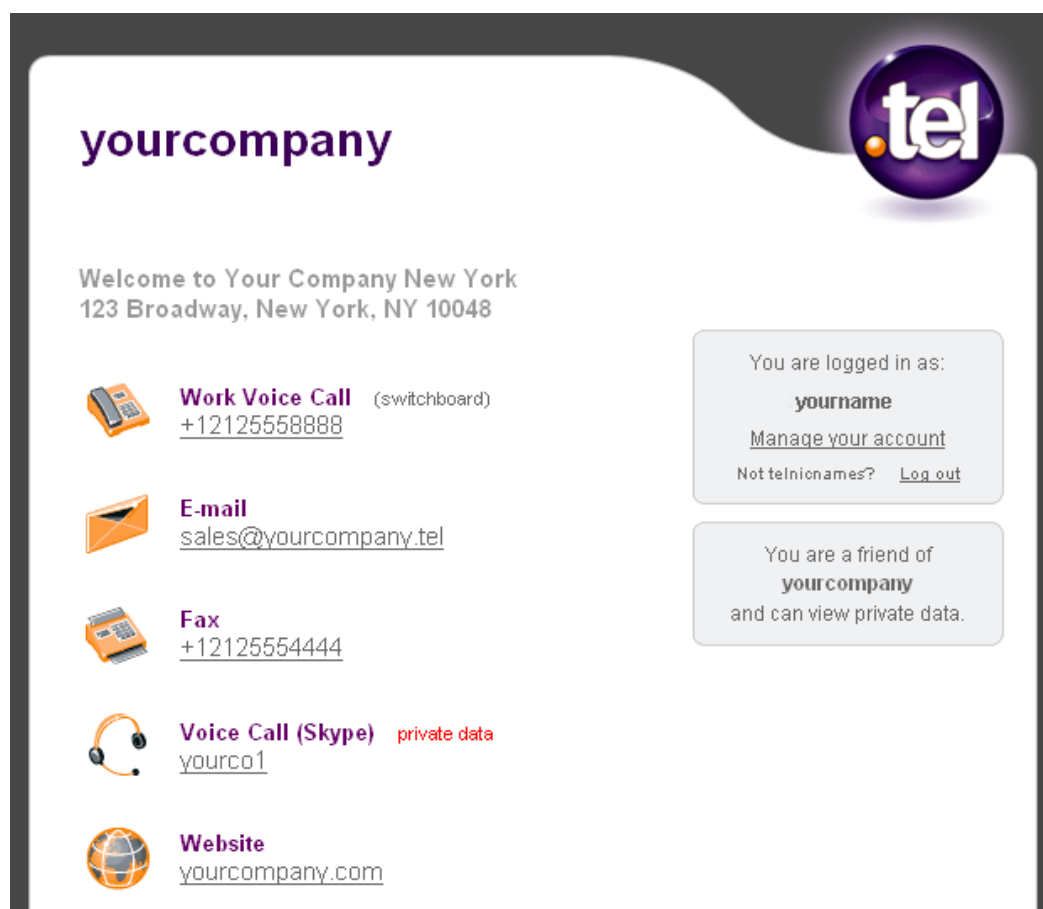 .tel
yourcompany
Welcome to Your Company New York
123 Broadway, New York, NY 10048
Work Voice Call (switchboard)
+12125558888
E-mail
sales@yourcompany.tel
Fax
+12125554444
Voice Call (Skype) private data
yourco1
Website
yourcompany.com
You are logged in as:
yourname
Manage your account
Not telnicnames? Log out
You are a friend of
yourcompany
and can view private data.